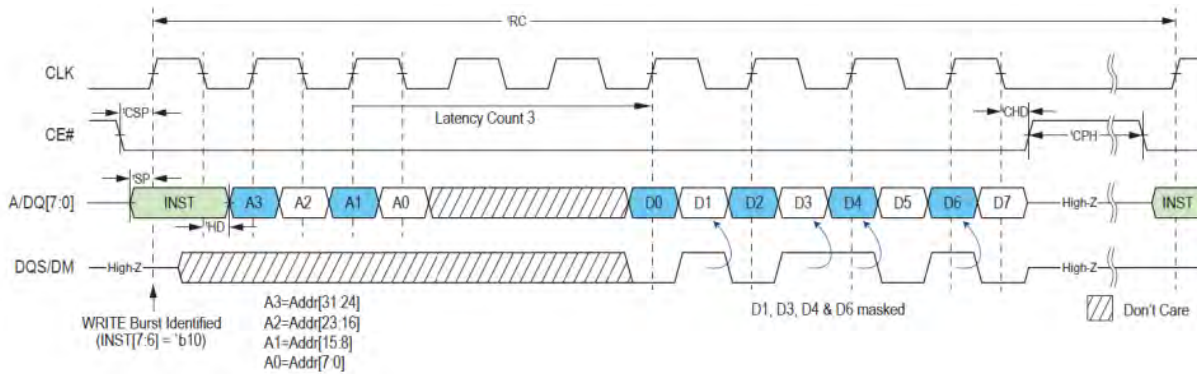 tRC
CLK
tCSP
Latency Count 3
tCHD
CE#
tCPH
tSP
A/DQ[7:0]
INST A3 A2 A1 A0 D0 D1 D2 D3 D4 D5 D6 D7 High-Z INST
tHD
DQS/DM High-Z High-Z
WRITE Burst Identified
(INST[7:6] = `b10)
A3=Addr[31:24]
A2=Addr[23:16]
A1=Addr[15:8]
A0=Addr[7:0]
D1, D3, D4 & D6 masked
Don't Care